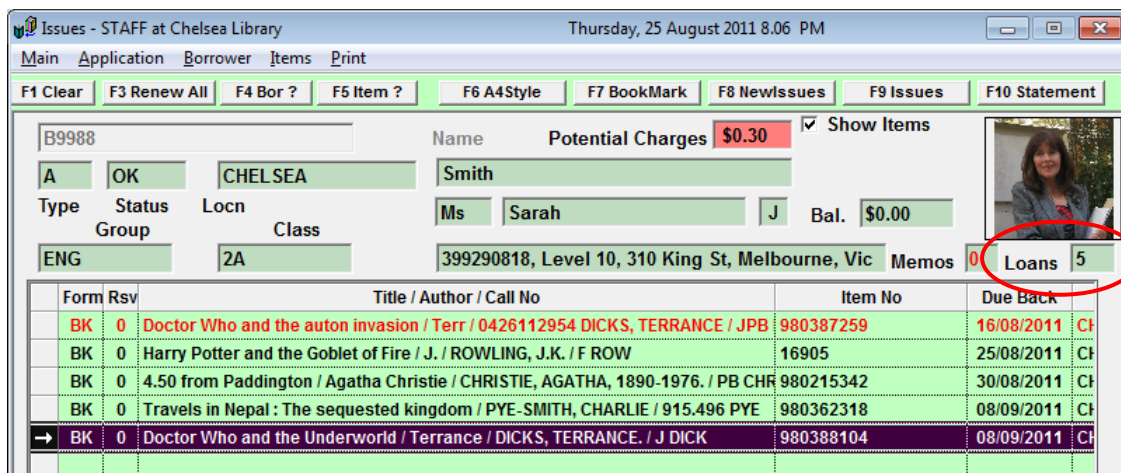 Issues - STAFF at Chelsea Library Thursday, 25 August 2011 8.06 PM
Main Application Borrower Items Print
F1 Clear F3 Renew All F4 Bor ? F5 Item ? F6 A4Style F7 BookMark F8 NewIssues F9 Issues F10 Statement
B9988 Name Potential Charges $0.30 Show Items
A OK CHELSEA Smith
Type Status Locn Ms Sarah J Bal. $0.00
Group Class
ENG 2A 399290818, Level 10, 310 King St, Melbourne, Vic Memos 0 Loans 5
Form Rsv Title / Author / Call No Item No Due Back
BK 0 Doctor Who and the auton invasion / Terr / 0426112954 DICKS, TERRANCE / JPB 980387259 16/08/2011 CH
BK 0 Harry Potter and the Goblet of Fire / J. / ROWLING, J.K. / F ROW 16905 25/08/2011 CH
BK 0 4.50 from Paddington / Agatha Christie / CHRISTIE, AGATHA, 1890-1976. / PB CHR 980215342 30/08/2011 CH
BK 0 Travels in Nepal : The sequested kingdom / PYE-SMITH, CHARLIE / 915.496 PYE 980362318 08/09/2011 CH
BK 0 Doctor Who and the Underworld / Terrance / DICKS, TERRANCE. / J DICK 980388104 08/09/2011 CH